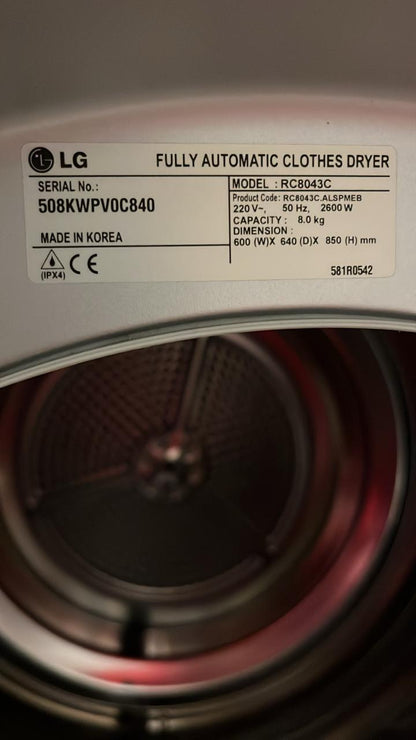 LG FULLY AUTOMATIC CLOTHES DRYER
SERIAL No.:
508KWPV0C840
MADE IN KOREA
MODEL : RC8043C
Product Code: RC8043C.ALSPMEB
220 V~, 50 Hz, 2600 W
CAPACITY : 8.0 kg
DIMENSION :
600 (W)X 640 (D)X 850 (H) mm
(IPX4) CE
581R0542